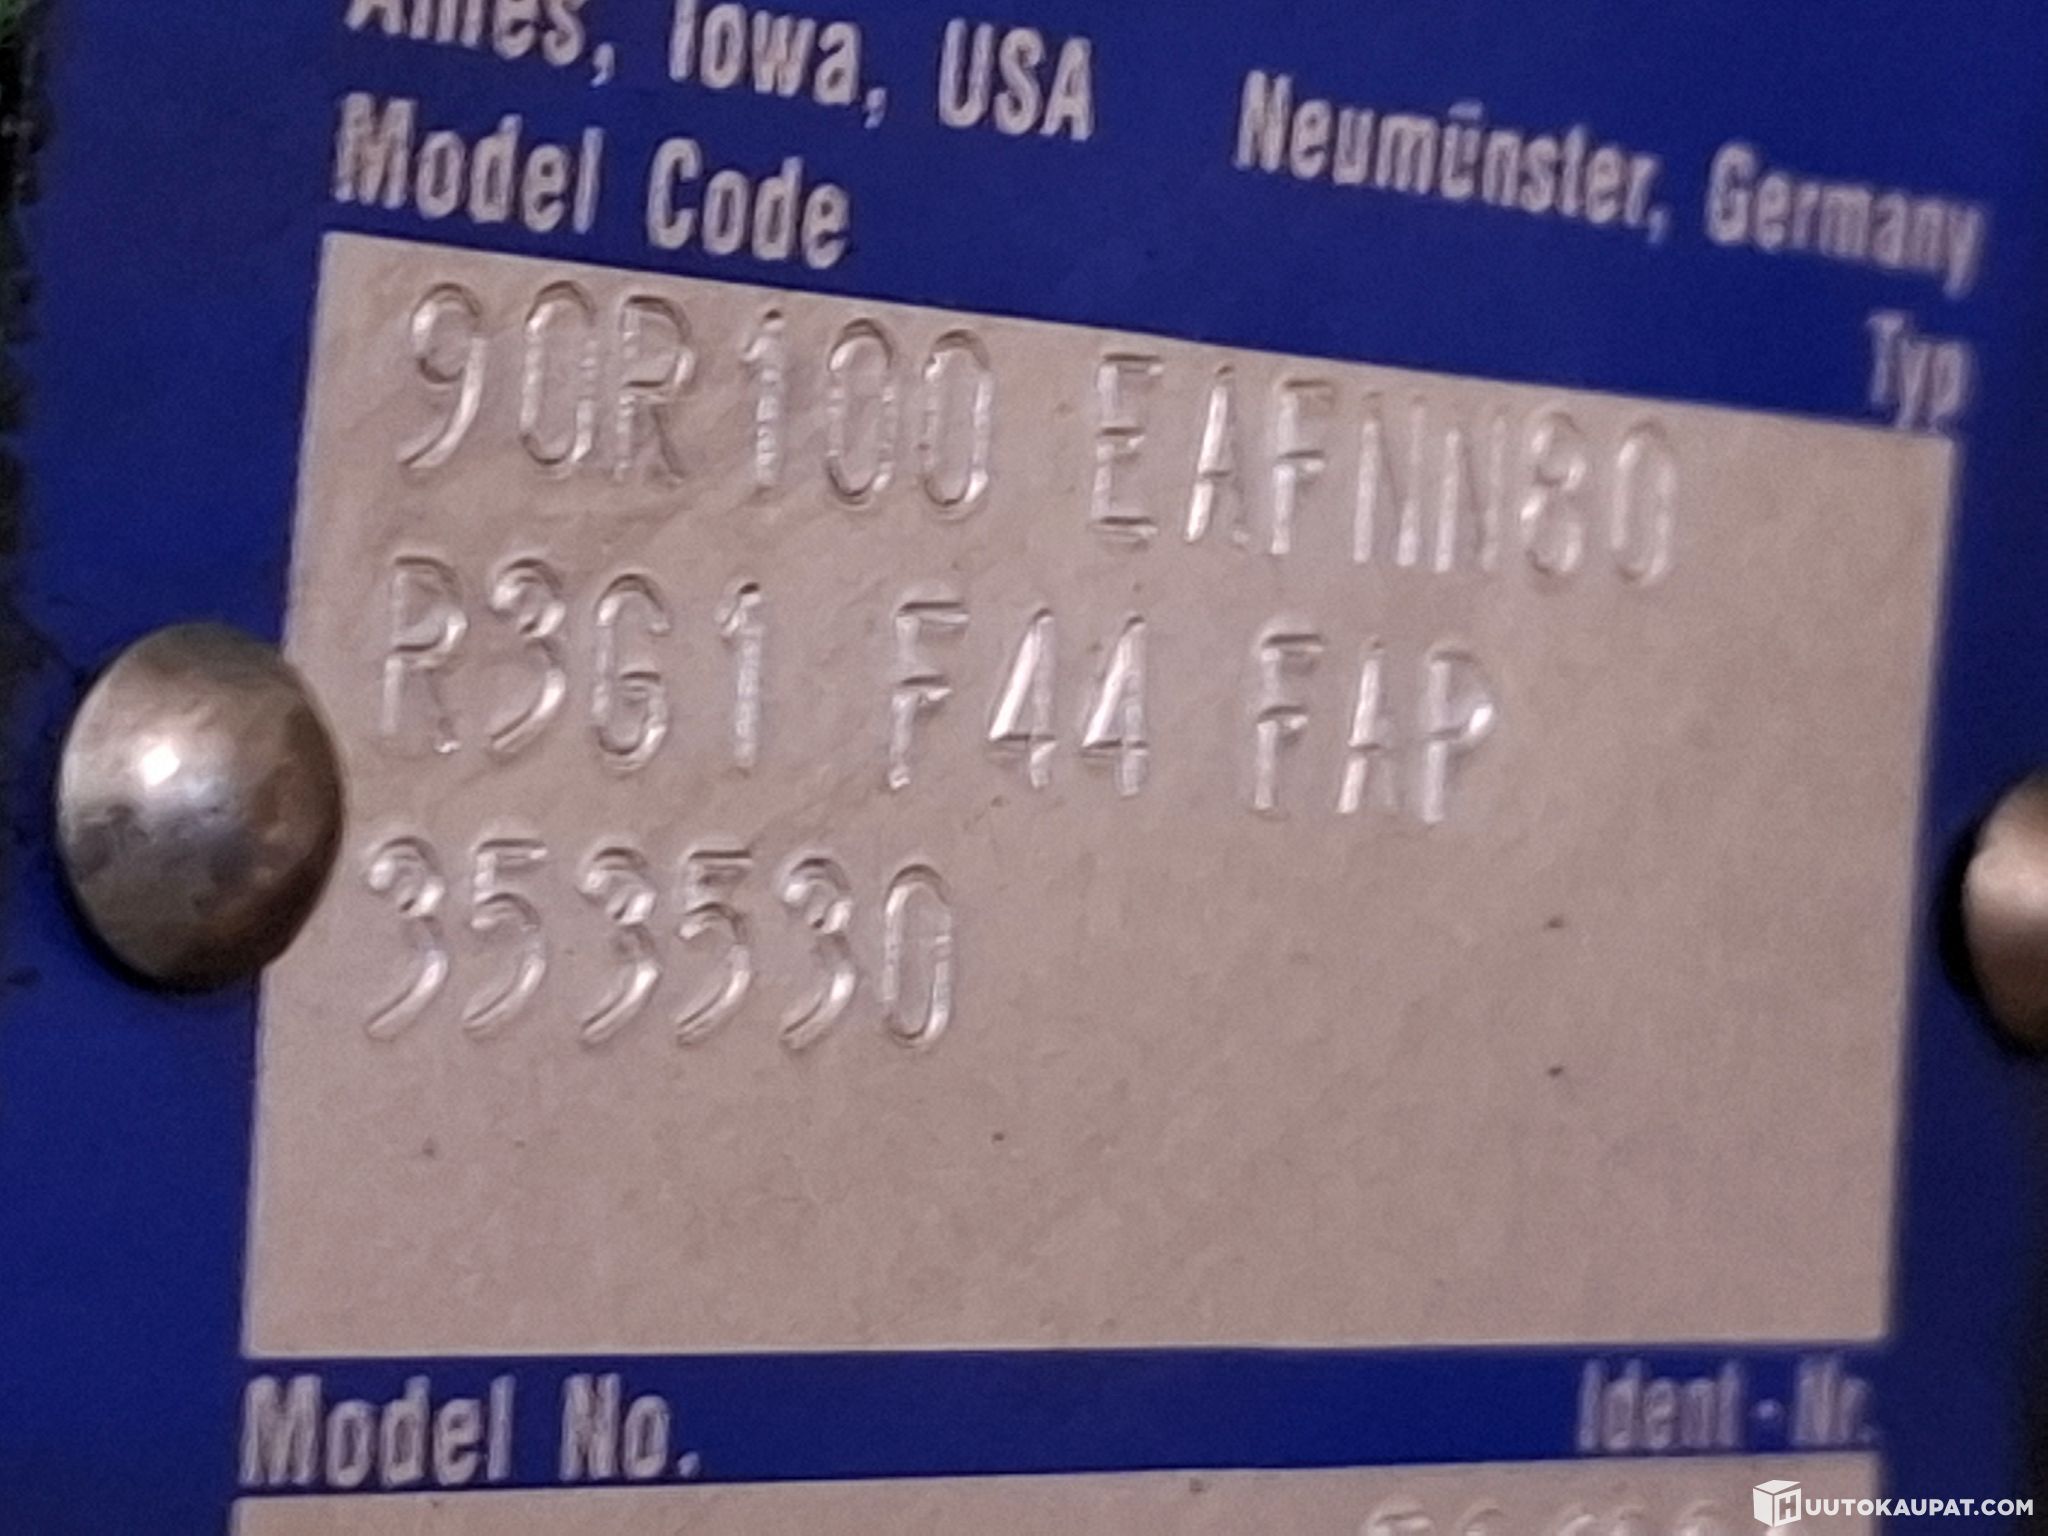 Ames, Iowa, USA Neumünster, Germany
Model Code Typ
90R100 EAFNN80
R3G1 F44 FAP
353530
Model No. Ident - Nr.
HUUTOKAUPAT.COM